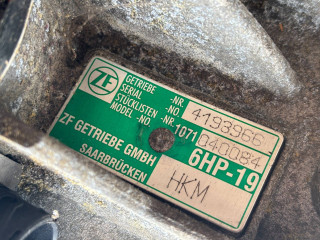 ZF
GETRIEBE -NR
SERIAL -NO. 4193966
STÜCKLISTEN -NR 1071
MODEL -NO. 040084
ZF GETRIEBE GMBH 6HP-19
SAARBRÜCKEN HKM